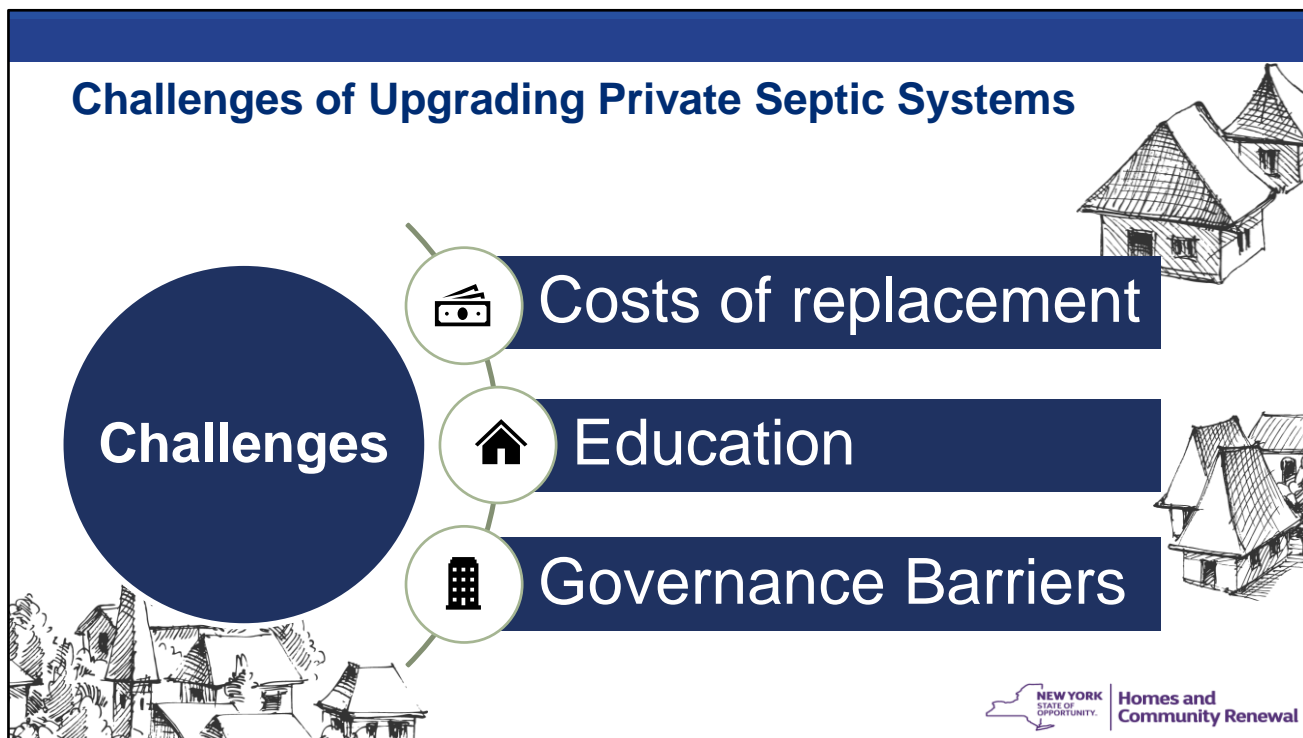 Challenges of Upgrading Private Septic Systems
Challenges
Costs of replacement
Education
Governance Barriers
NEW YORK
STATE OF
OPPORTUNITY.
Homes and
Community Renewal